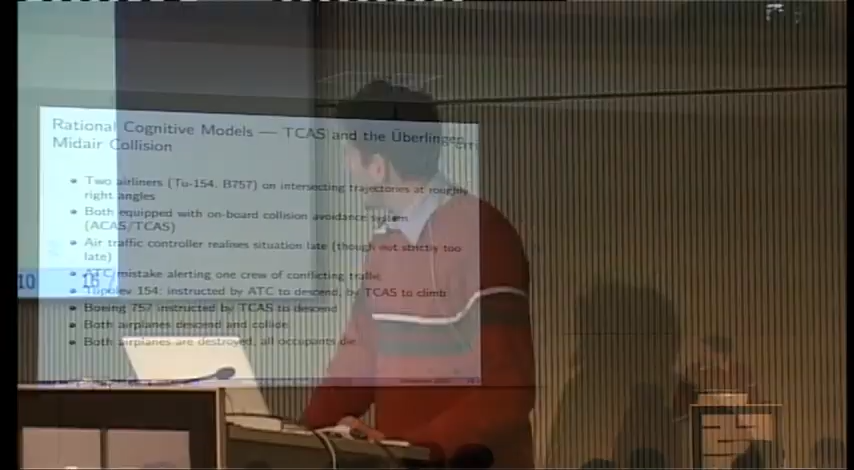 Rational Cognitive Models — TCAS and the Überlingen
Midair Collision
Two airliners (Tu-154, B757) on intersecting trajectories at roughly
right angles
Both equipped with on-board collision avoidance system
(ACAS/TCAS)
Air traffic controller realises situation late (though not strictly too
late)
ATC mistake alerting one crew of conflicting traffic
Tupolev 154: instructed by ATC to descend, by TCAS to climb
Boeing 757 instructed by TCAS to descend
Both airplanes descend and collide
Both airplanes are destroyed, all occupants die
10